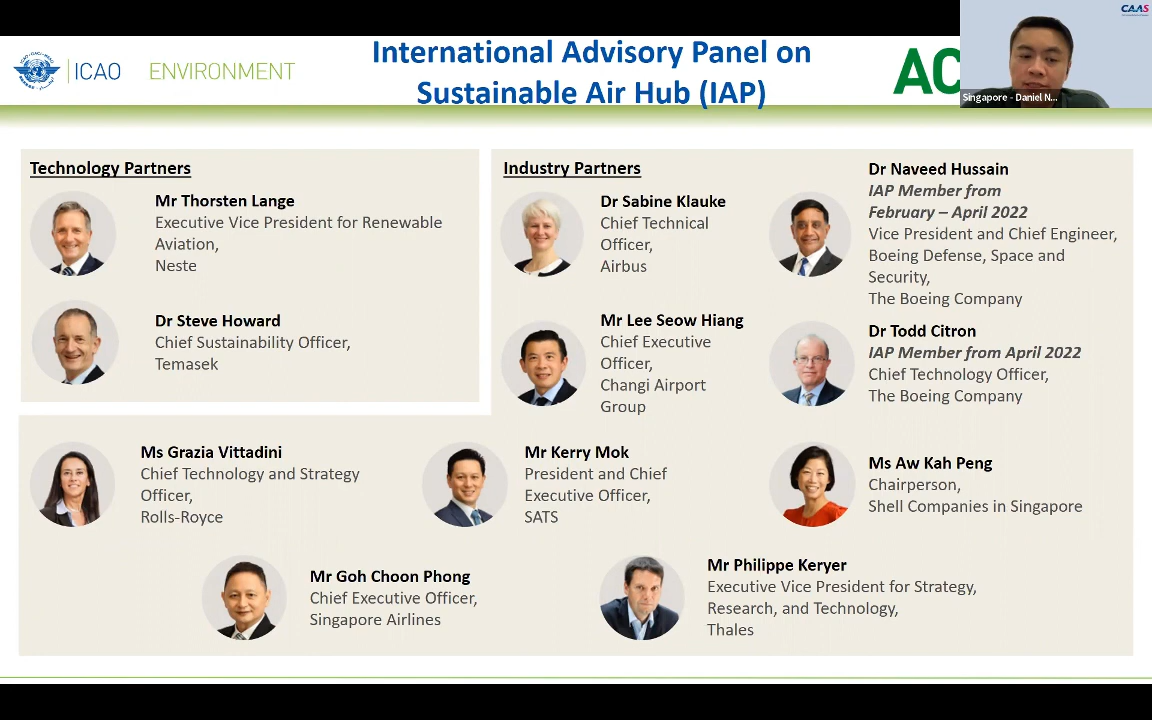 CAAS
ICAO
ENVIRONMENT
International Advisory Panel on
Sustainable Air Hub (IAP)
AC
Singapore - Daniel N...
Technology Partners
Mr Thorsten Lange
Executive Vice President for Renewable
Aviation,
Neste
Dr Steve Howard
Chief Sustainability Officer,
Temasek
Industry Partners
Dr Sabine Klauke
Chief Technical
Officer,
Airbus
Dr Naveed Hussain
IAP Member from
February – April 2022
Vice President and Chief Engineer,
Boeing Defense, Space and
Security,
The Boeing Company
Mr Lee Seow Hiang
Chief Executive
Officer,
Changi Airport
Group
Dr Todd Citron
IAP Member from April 2022
Chief Technology Officer,
The Boeing Company
Ms Grazia Vittadini
Chief Technology and Strategy
Officer,
Rolls-Royce
Mr Kerry Mok
President and Chief
Executive Officer,
SATS
Ms Aw Kah Peng
Chairperson,
Shell Companies in Singapore
Mr Goh Choon Phong
Chief Executive Officer,
Singapore Airlines
Mr Philippe Keryer
Executive Vice President for Strategy,
Research, and Technology,
Thales